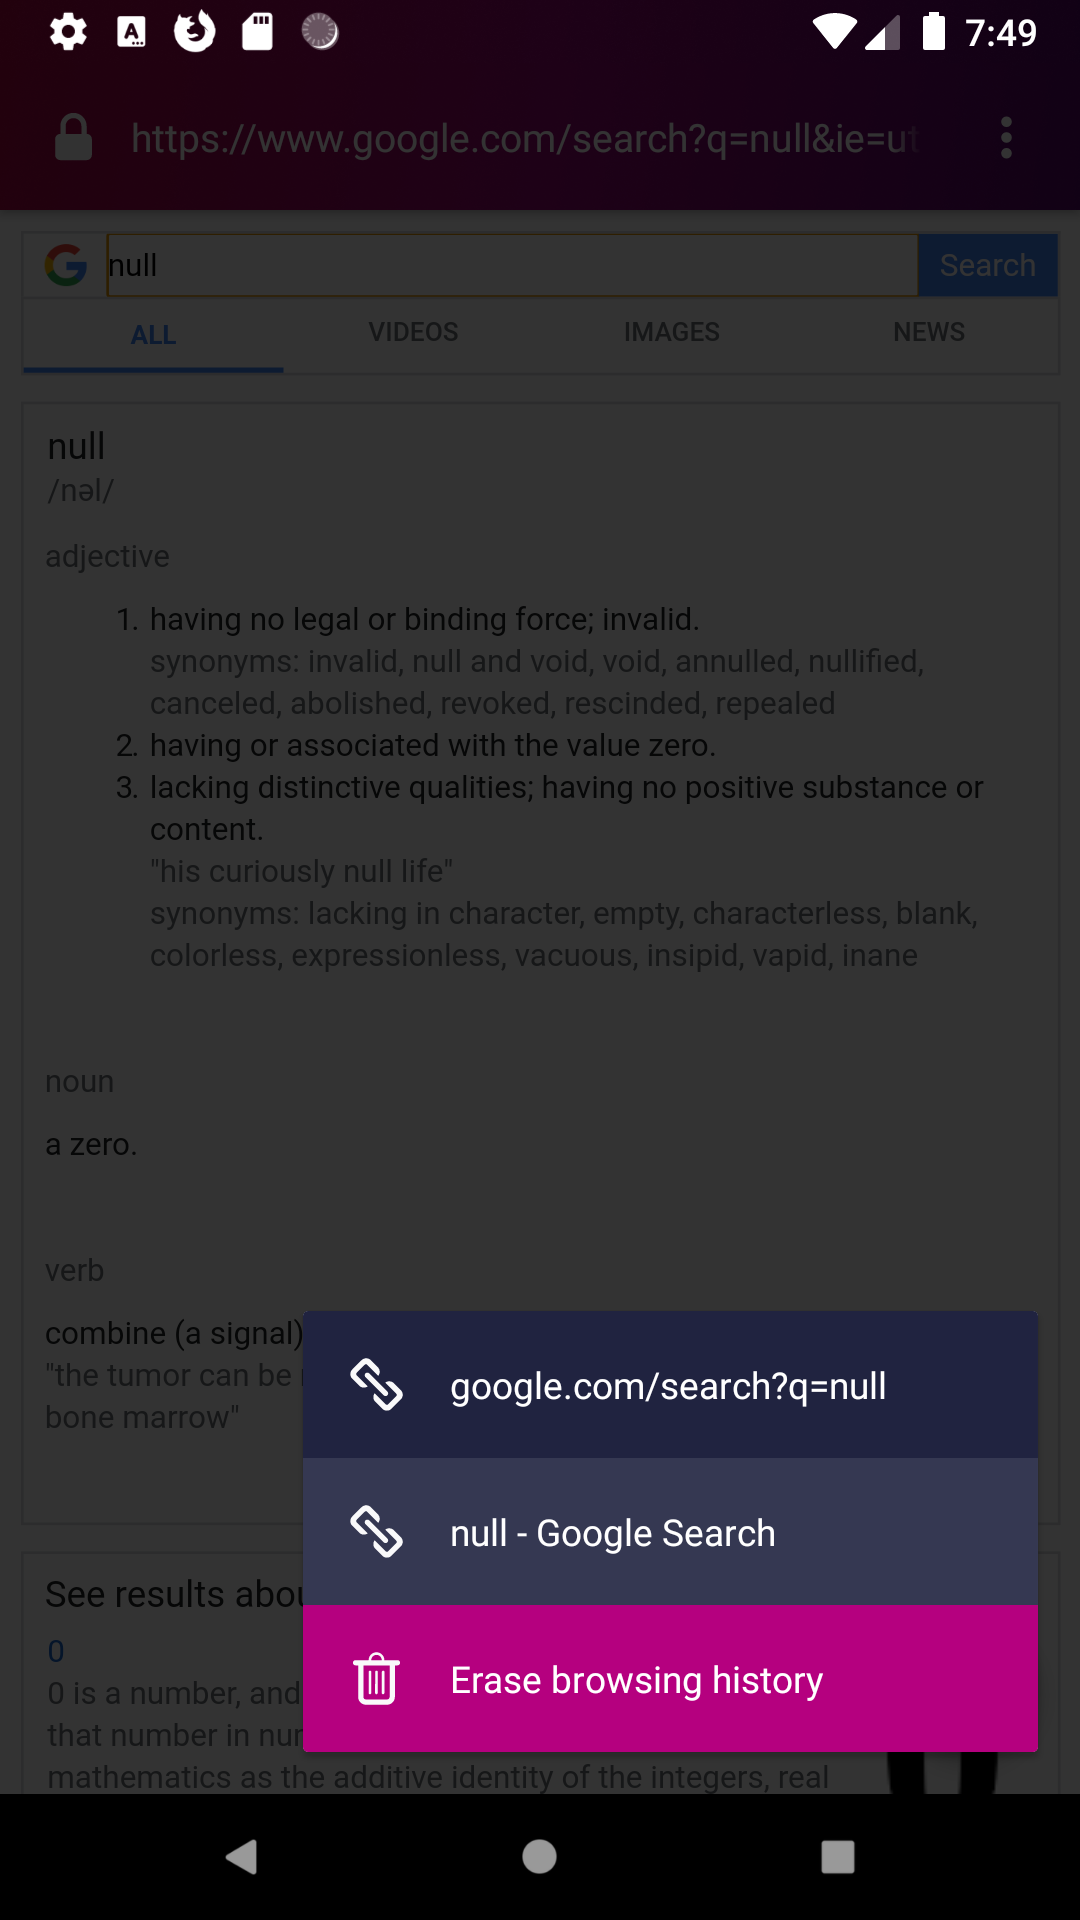 7:49
https://www.google.com/search?q=null&ie=ut
null
Search
ALL VIDEOS IMAGES NEWS
null
/nəl/
adjective
1. having no legal or binding force; invalid.
synonyms: invalid, null and void, void, annulled, nullified,
canceled, abolished, revoked, rescinded, repealed
2. having or associated with the value zero.
3. lacking distinctive qualities; having no positive substance or
content.
"his curiously null life"
synonyms: lacking in character, empty, characterless, blank,
colorless, expressionless, vacuous, insipid, vapid, inane
noun
a zero.
verb
combine (a signal)
"the tumor can be
bone marrow"
google.com/search?q=null
null - Google Search
Erase browsing history
See results abou
0
0 is a number, and
that number in nu
mathematics as the additive identity of the integers, real